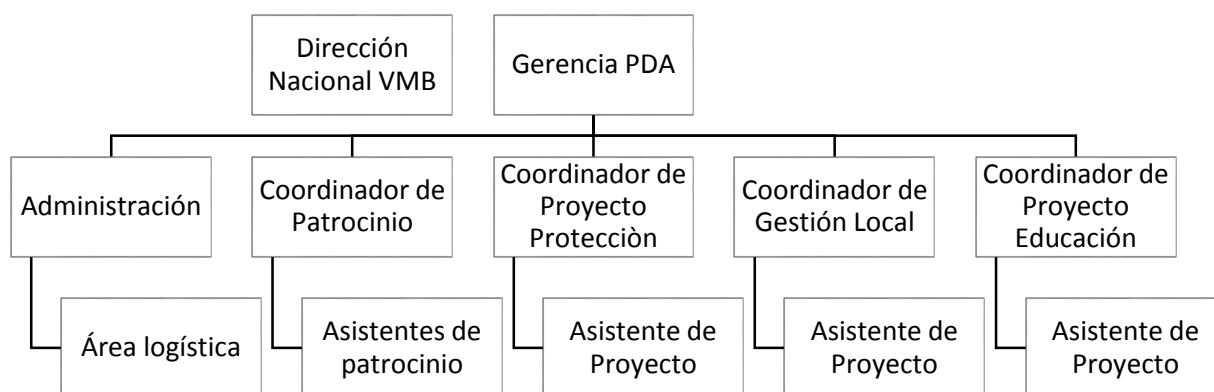 Dirección
Nacional VMB
Gerencia PDA
Administración
Coordinador de
Patrocinio
Coordinador de
Proyecto
Protecciòn
Coordinador de
Gestión Local
Coordinador de
Proyecto
Educación
Área logística
Asistentes de
patrocinio
Asistente de
Proyecto
Asistente de
Proyecto
Asistente de
Proyecto